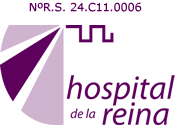 NºR.S. 24.C11.0006
hospital
de la reina